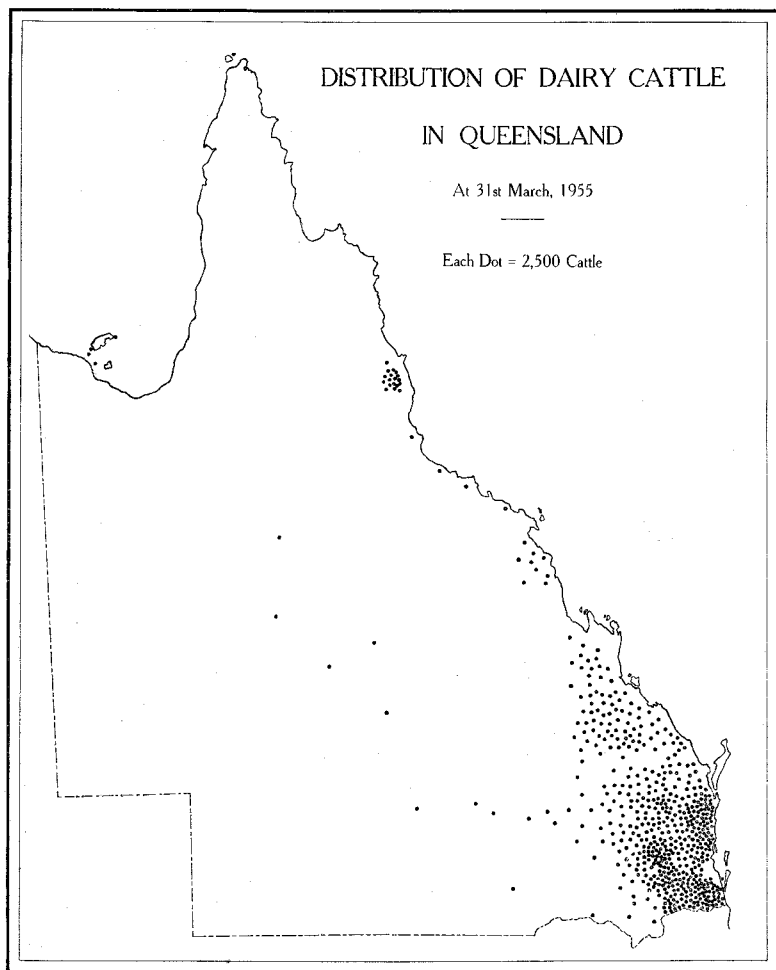 DISTRIBUTION OF DAIRY CATTLE
IN QUEENSLAND
At 31st March, 1955
Each Dot = 2,500 Cattle